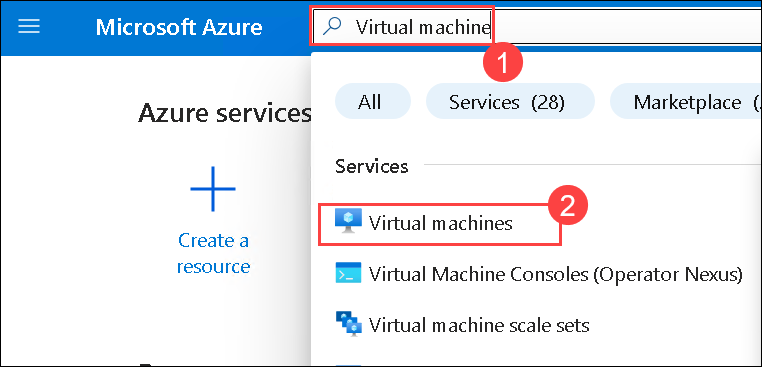 Microsoft Azure
Virtual machine
1
All
Services (28)
Marketplace (
Azure services
Services
Create a
resource
2
Virtual machines
Virtual Machine Consoles (Operator Nexus)
Virtual machine scale sets